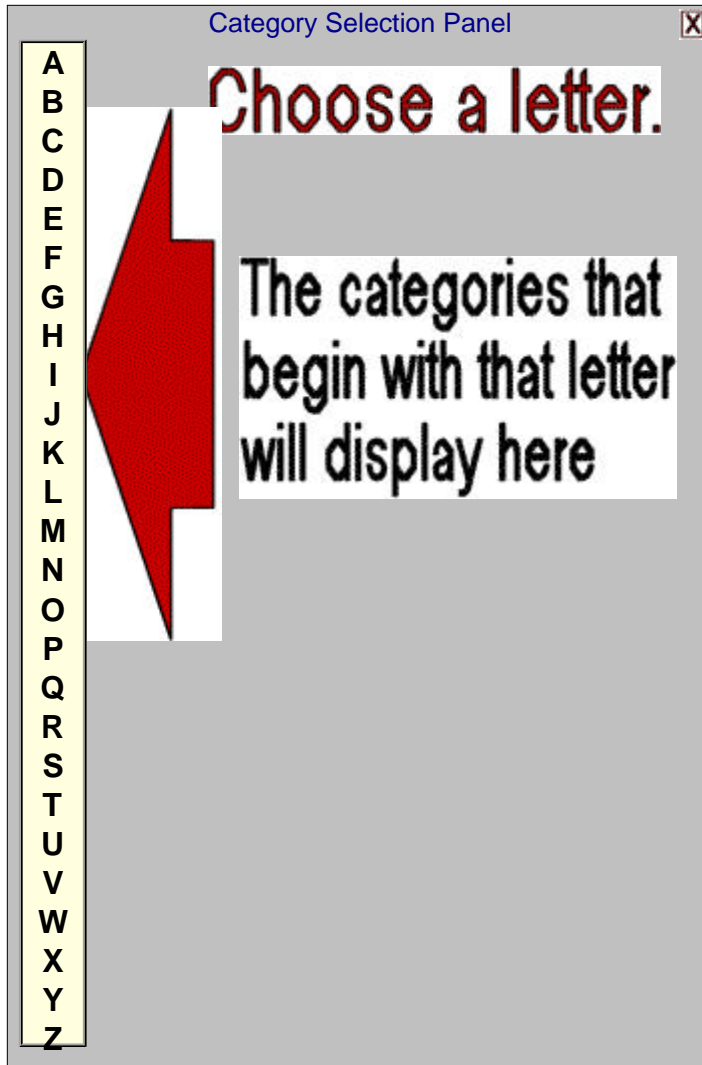 Category Selection Panel
X
A
B
C
D
E
F
G
H
I
J
K
L
M
N
O
P
Q
R
S
T
U
V
W
X
Y
Z
Choose a letter.
The categories that
begin with that letter
will display here